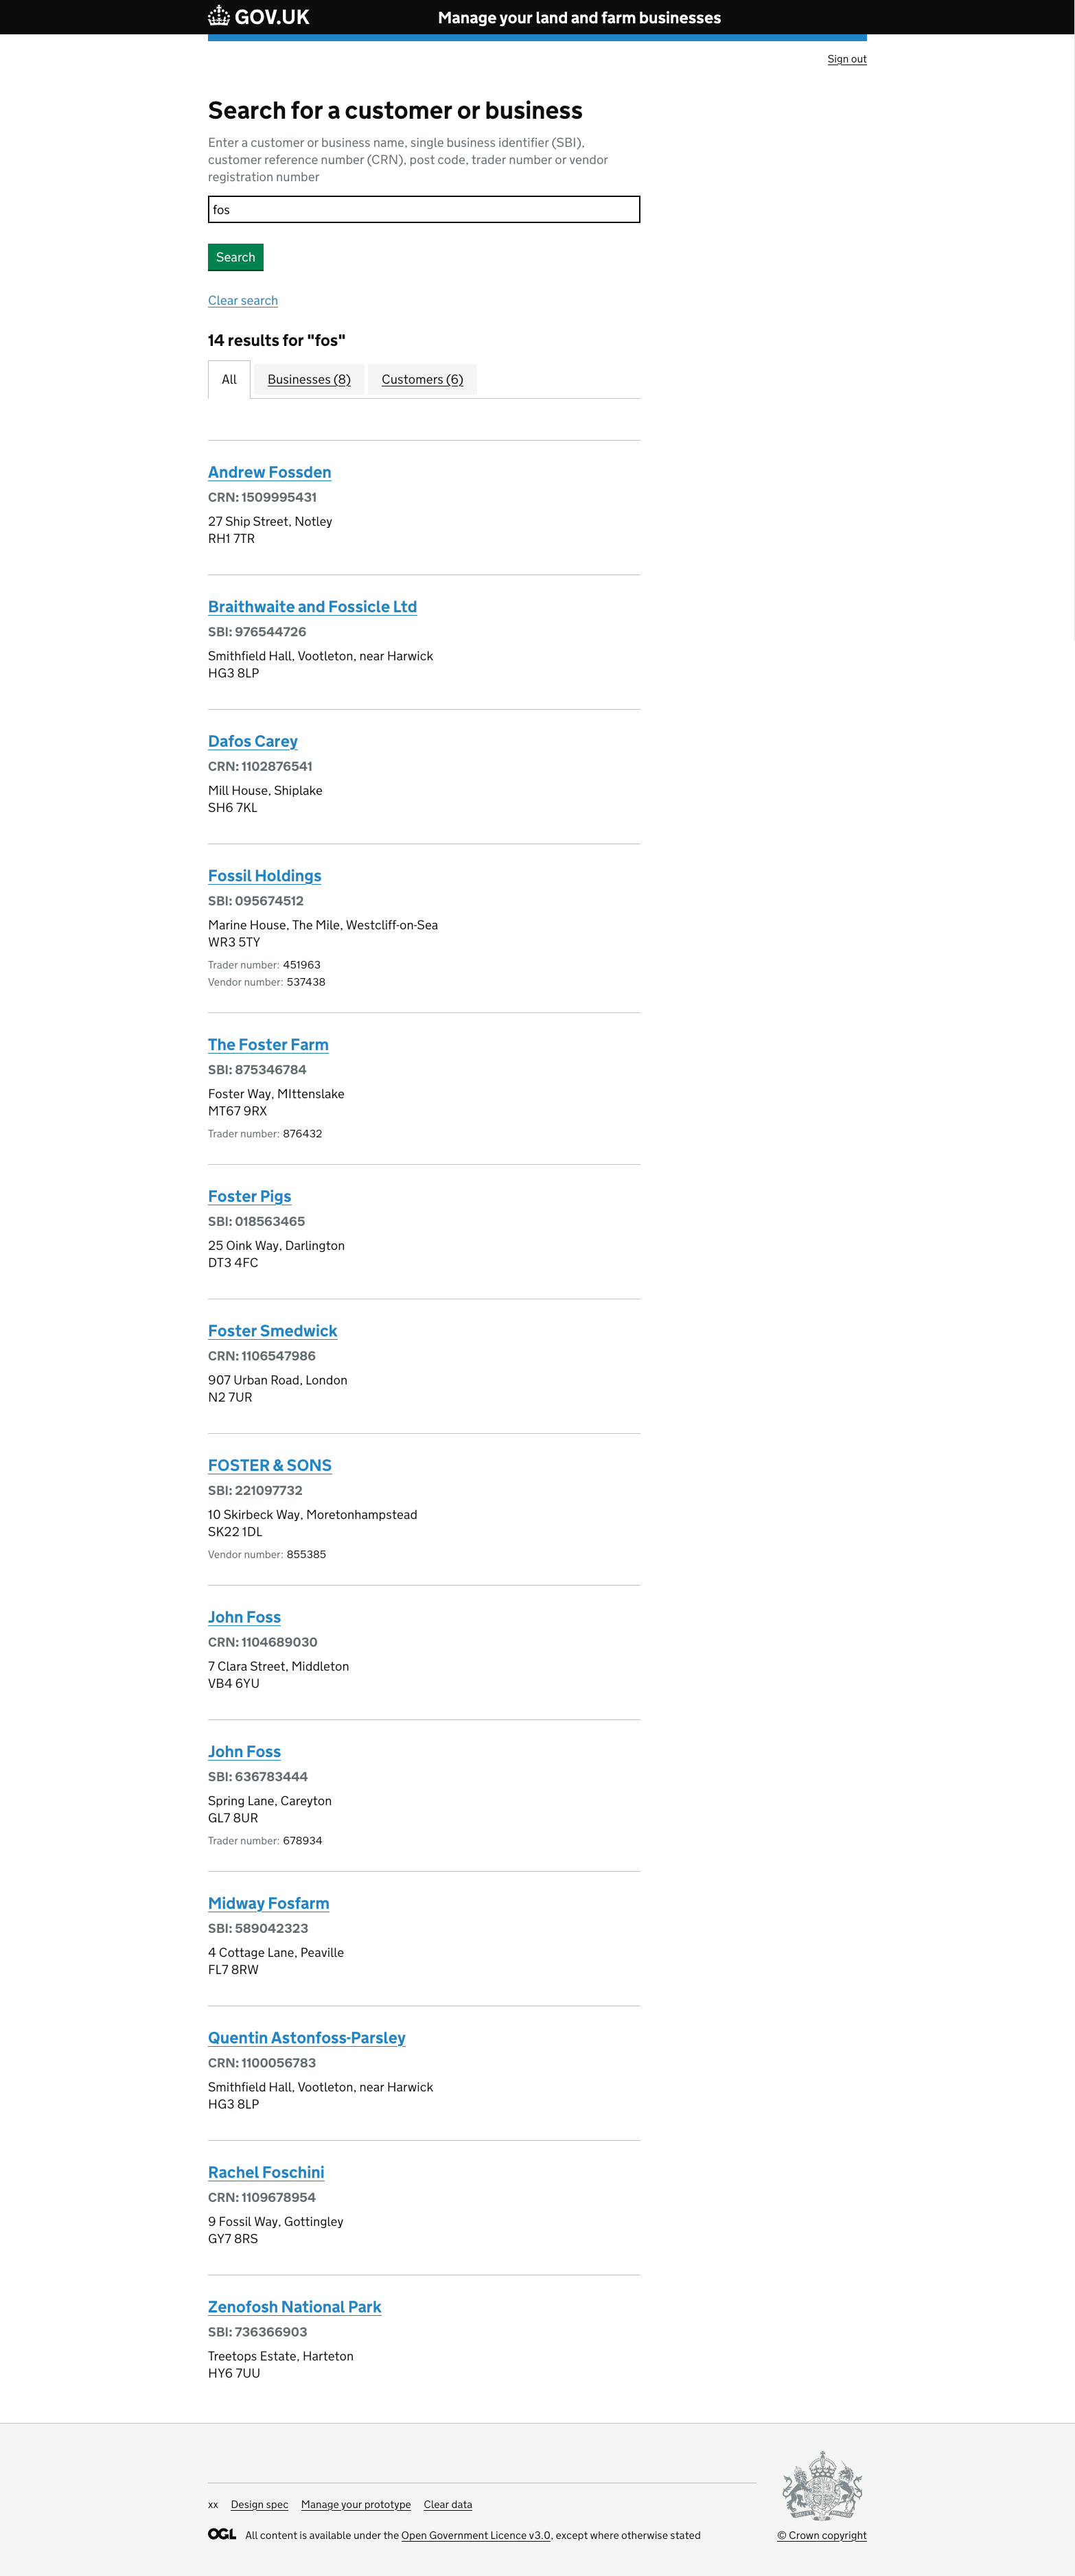 GOV.UK
Manage your land and farm businesses
Sign out
Search for a customer or business
Enter a customer or business name, single business identifier (SBI),
customer reference number (CRN), post code, trader number or vendor
registration number
fos
Search
Clear search
14 results for "fos"
All
Businesses (8)
Customers (6)
Andrew Fossden
CRN: 1509995431
27 Ship Street, Notley
RH1 7TR
Braithwaite and Fossicle Ltd
SBI: 976544726
Smithfield Hall, Vootleton, near Harwick
HG3 8LP
Dafos Carey
CRN: 1102876541
Mill House, Shiplake
SH6 7KL
Fossil Holdings
SBI: 095674512
Marine House, The Mile, Westcliff-on-Sea
WR3 5TY
Trader number: 451963
Vendor number: 537438
The Foster Farm
SBI: 875346784
Foster Way, MIttenslake
MT67 9RX
Trader number: 876432
Foster Pigs
SBI: 018563465
25 Oink Way, Darlington
DT3 4FC
Foster Smedwick
CRN: 1106547986
907 Urban Road, London
N2 7UR
FOSTER & SONS
SBI: 221097732
10 Skirbeck Way, Moretonhampstead
SK22 1DL
Vendor number: 855385
John Foss
CRN: 1104689030
7 Clara Street, Middleton
VB4 6YU
John Foss
SBI: 636783444
Spring Lane, Careyton
GL7 8UR
Trader number: 678934
Midway Fosfarm
SBI: 589042323
4 Cottage Lane, Peaville
FL7 8RW
Quentin Astonfoss-Parsley
CRN: 1100056783
Smithfield Hall, Vootleton, near Harwick
HG3 8LP
Rachel Foschini
CRN: 1109678954
9 Fossil Way, Gottingley
GY7 8RS
Zenofosh National Park
SBI: 736366903
Treetops Estate, Harteton
HY6 7UU
xx Design spec Manage your prototype Clear data
OGL All content is available under the Open Government Licence v3.0, except where otherwise stated
© Crown copyright